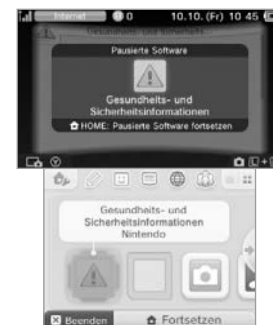 Internet 0 10.10. (Fr) 10 45
Pausierte Software
Gesundheits- und
Sicherheitsinformationen
HOME: Pausierte Software fortsetzen
Gesundheits- und
Sicherheitsinformationen
Nintendo
Beenden Fortsetzen